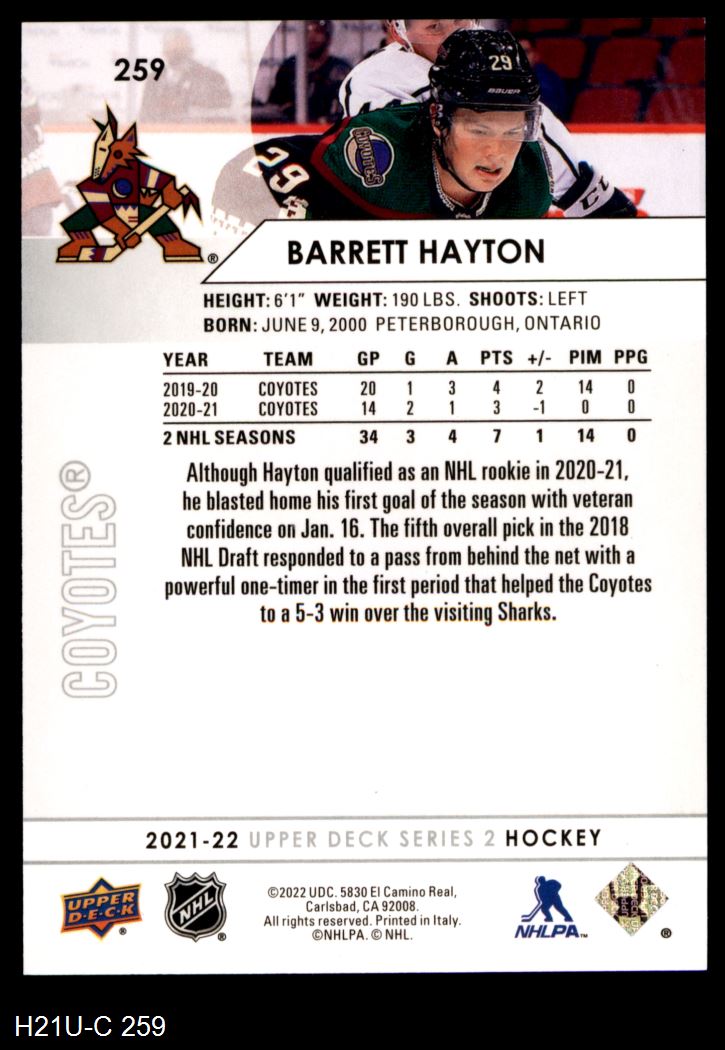 259
29
BAUER
COYOTES
29
CCM
®
BARRETT HAYTON
HEIGHT: 6'1" WEIGHT: 190 LBS. SHOOTS: LEFT
BORN: JUNE 9, 2000 PETERBOROUGH, ONTARIO
YEAR TEAM GP G A PTS +/- PIM PPG
2019-20 COYOTES 20 1 3 4 2 14 0
2020-21 COYOTES 14 2 1 3 -1 0 0
2 NHL SEASONS 34 3 4 7 1 14 0
Although Hayton qualified as an NHL rookie in 2020-21,
he blasted home his first goal of the season with veteran
confidence on Jan. 16. The fifth overall pick in the 2018
NHL Draft responded to a pass from behind the net with a
powerful one-timer in the first period that helped the Coyotes
to a 5-3 win over the visiting Sharks.
COYOTES®
2021-22 UPPER DECK SERIES 2 HOCKEY
UPPER
D·E·C·K
®
NHL
®
©2022 UDC. 5830 El Camino Real,
Carlsbad, CA 92008.
All rights reserved. Printed in Italy.
©NHLPA. © NHL.
NHLPA™
®
H21U-C 259